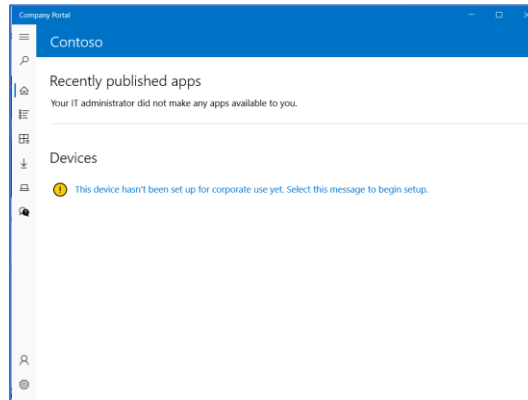 Company Portal
Contoso
Recently published apps
Your IT administrator did not make any apps available to you.
Devices
This device hasn't been set up for corporate use yet. Select this message to begin setup.